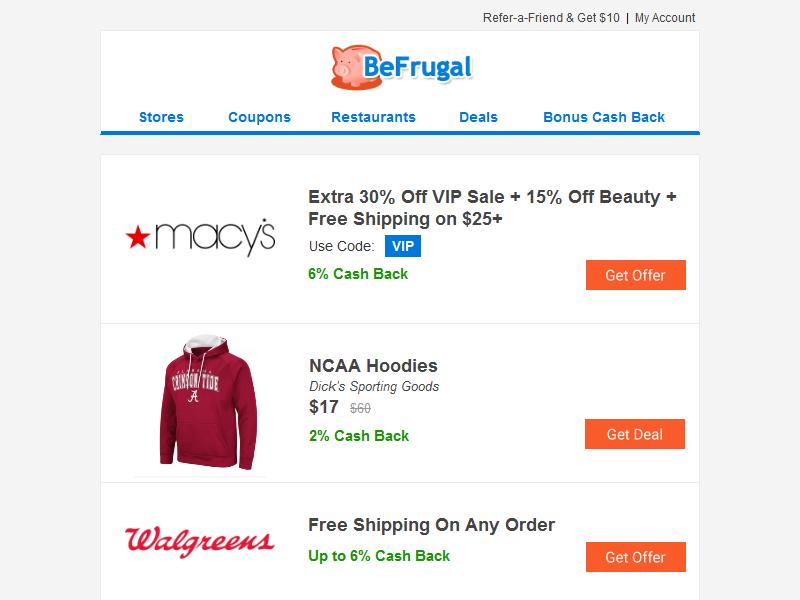 Refer-a-Friend & Get $10 | My Account
BeFrugal
Stores Coupons Restaurants Deals Bonus Cash Back
macy's
Extra 30% Off VIP Sale + 15% Off Beauty +
Free Shipping on $25+
Use Code: VIP
6% Cash Back
Get Offer
CRIMSON TIDE
A
NCAA Hoodies
Dick's Sporting Goods
$17 $60
2% Cash Back
Get Deal
Walgreens
Free Shipping On Any Order
Up to 6% Cash Back
Get Offer